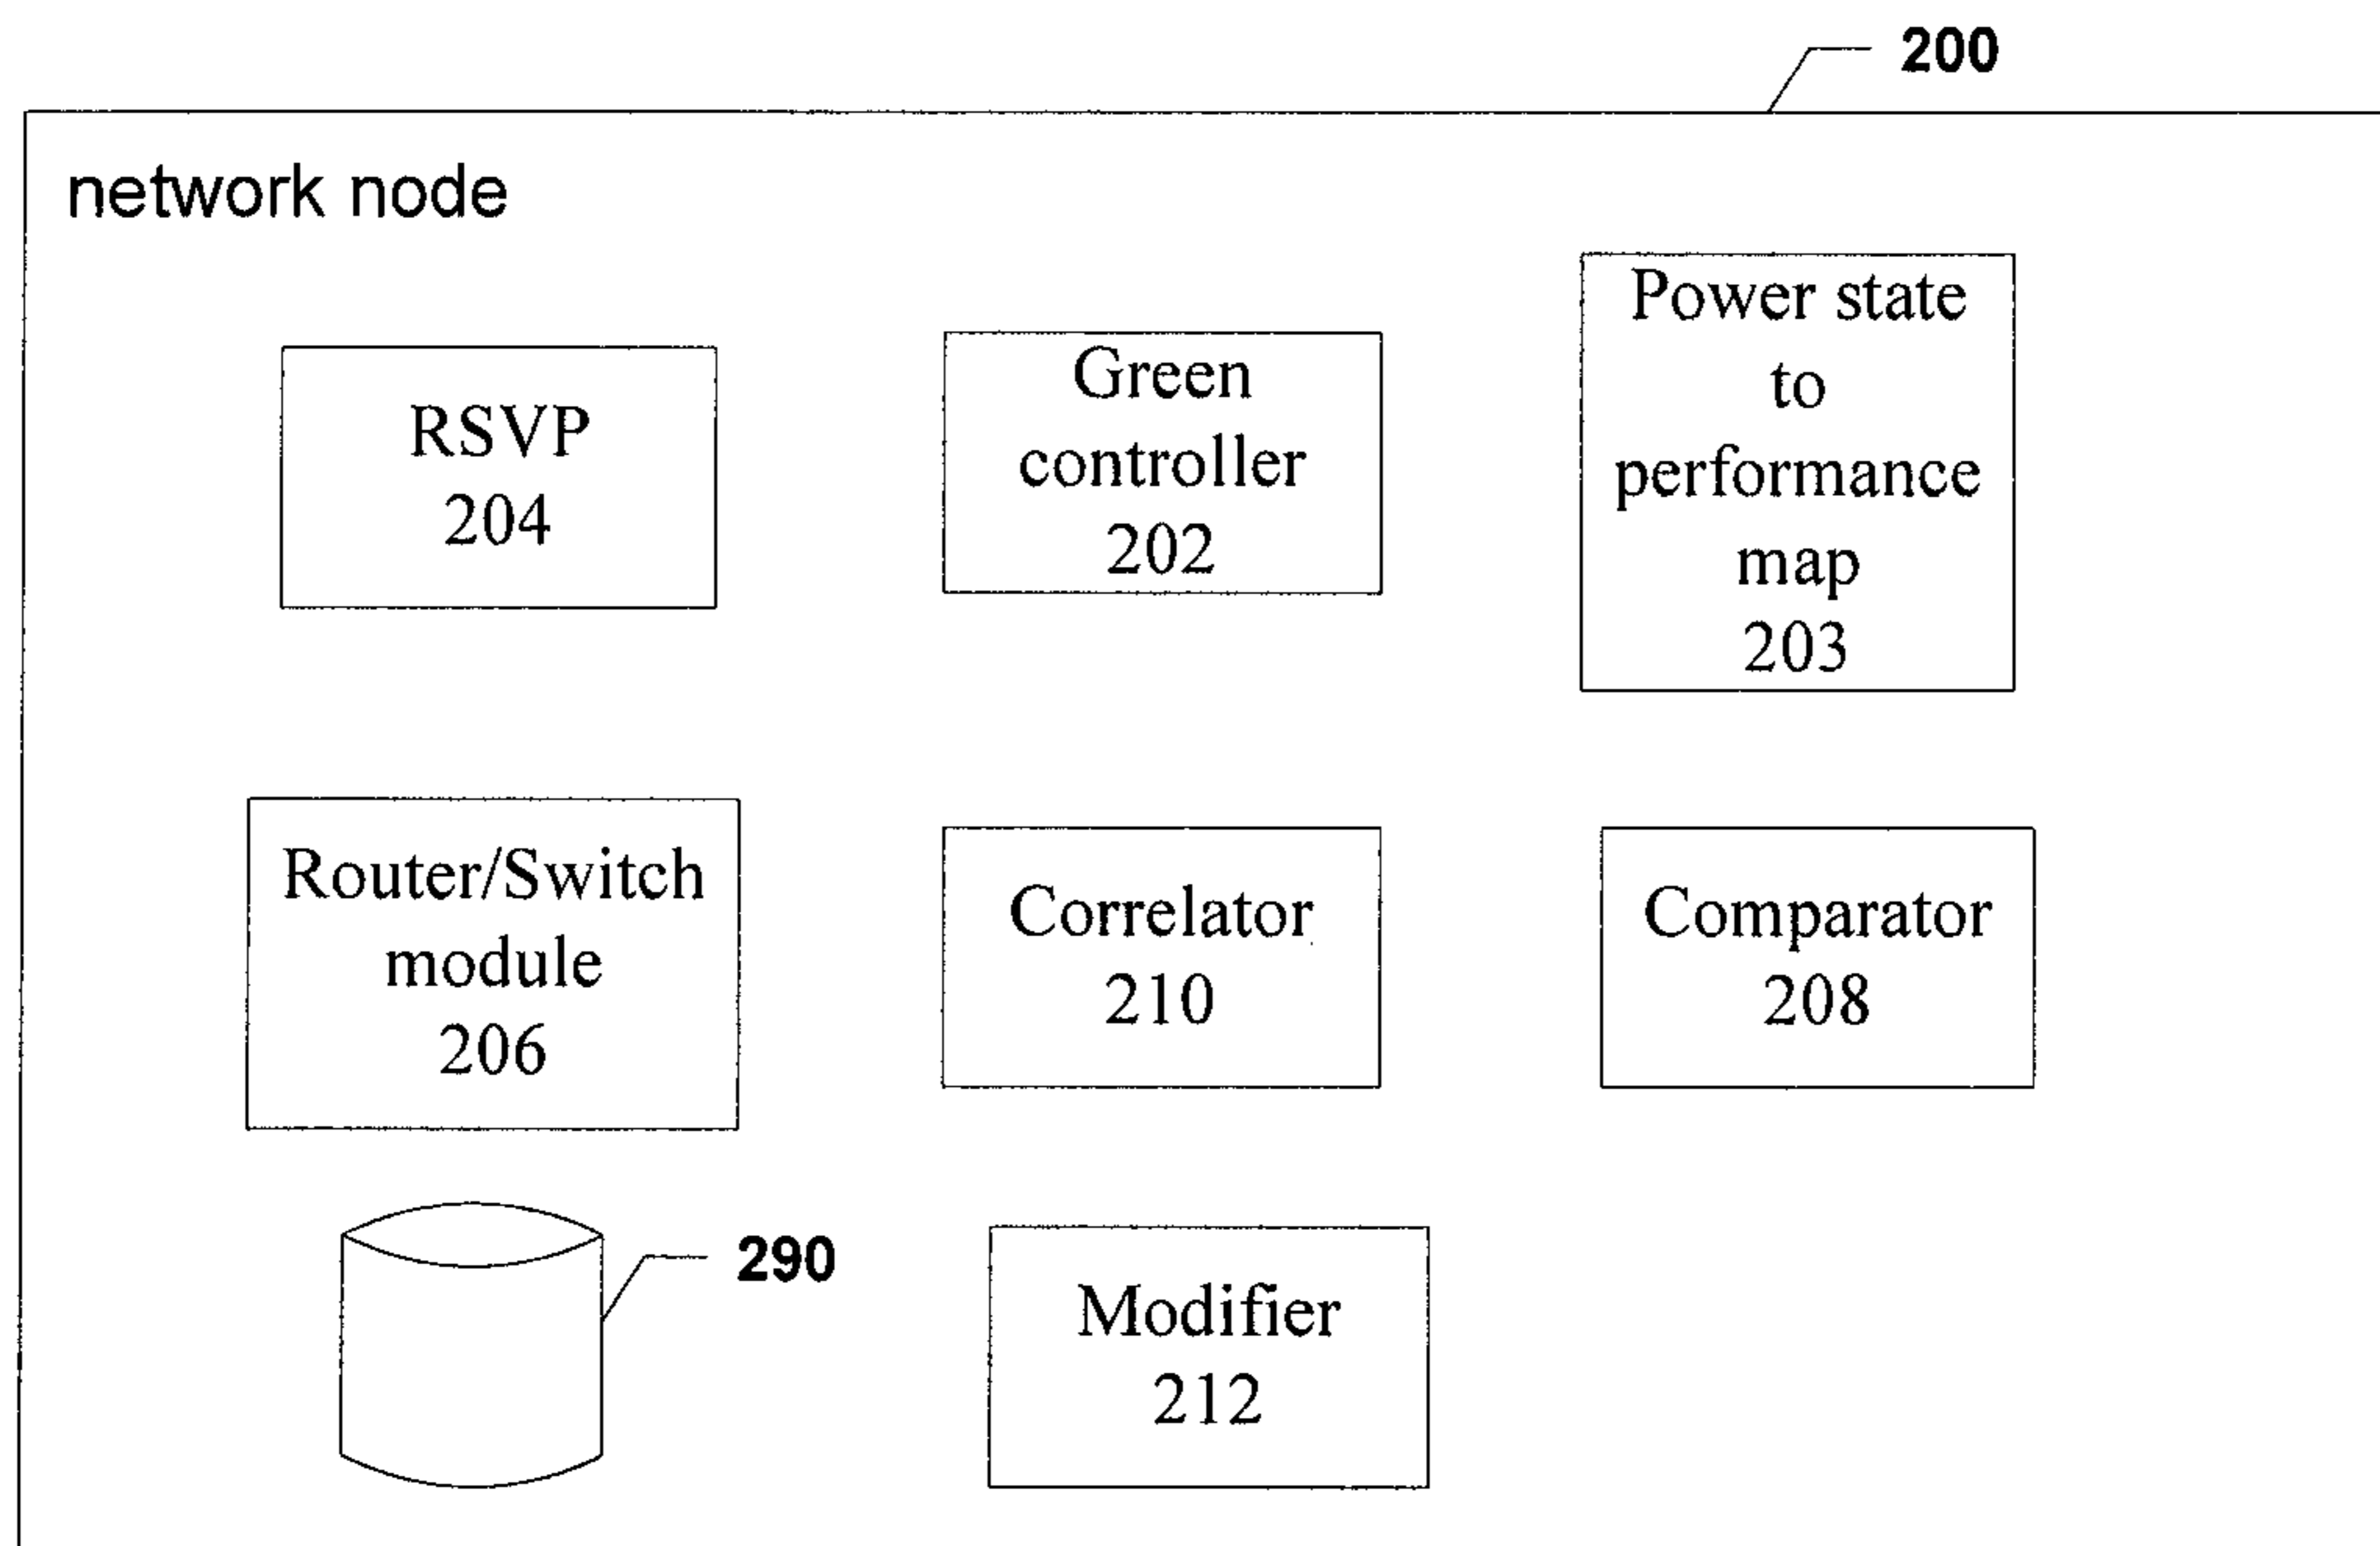 200
network node
RSVP
204
Green
controller
202
Power state
to
performance
map
203
Router/Switch
module
206
Correlator
210
Comparator
208
290
Modifier
212